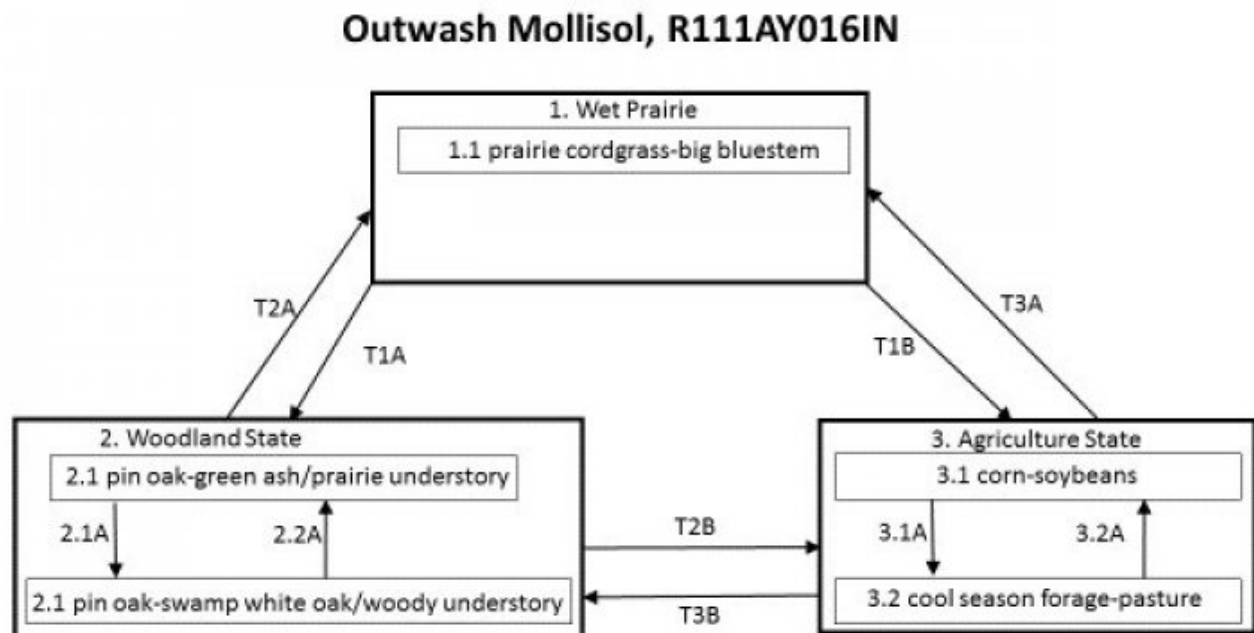 Outwash Mollisol, R111AY016IN
1. Wet Prairie
1.1 prairie cordgrass-big bluestem
T2A
T1A
T1B
T3A
2. Woodland State
2.1 pin oak-green ash/prairie understory
2.1A
2.2A
2.1 pin oak-swamp white oak/woody understory
T2B
T3B
3. Agriculture State
3.1 corn-soybeans
3.1A
3.2A
3.2 cool season forage-pasture